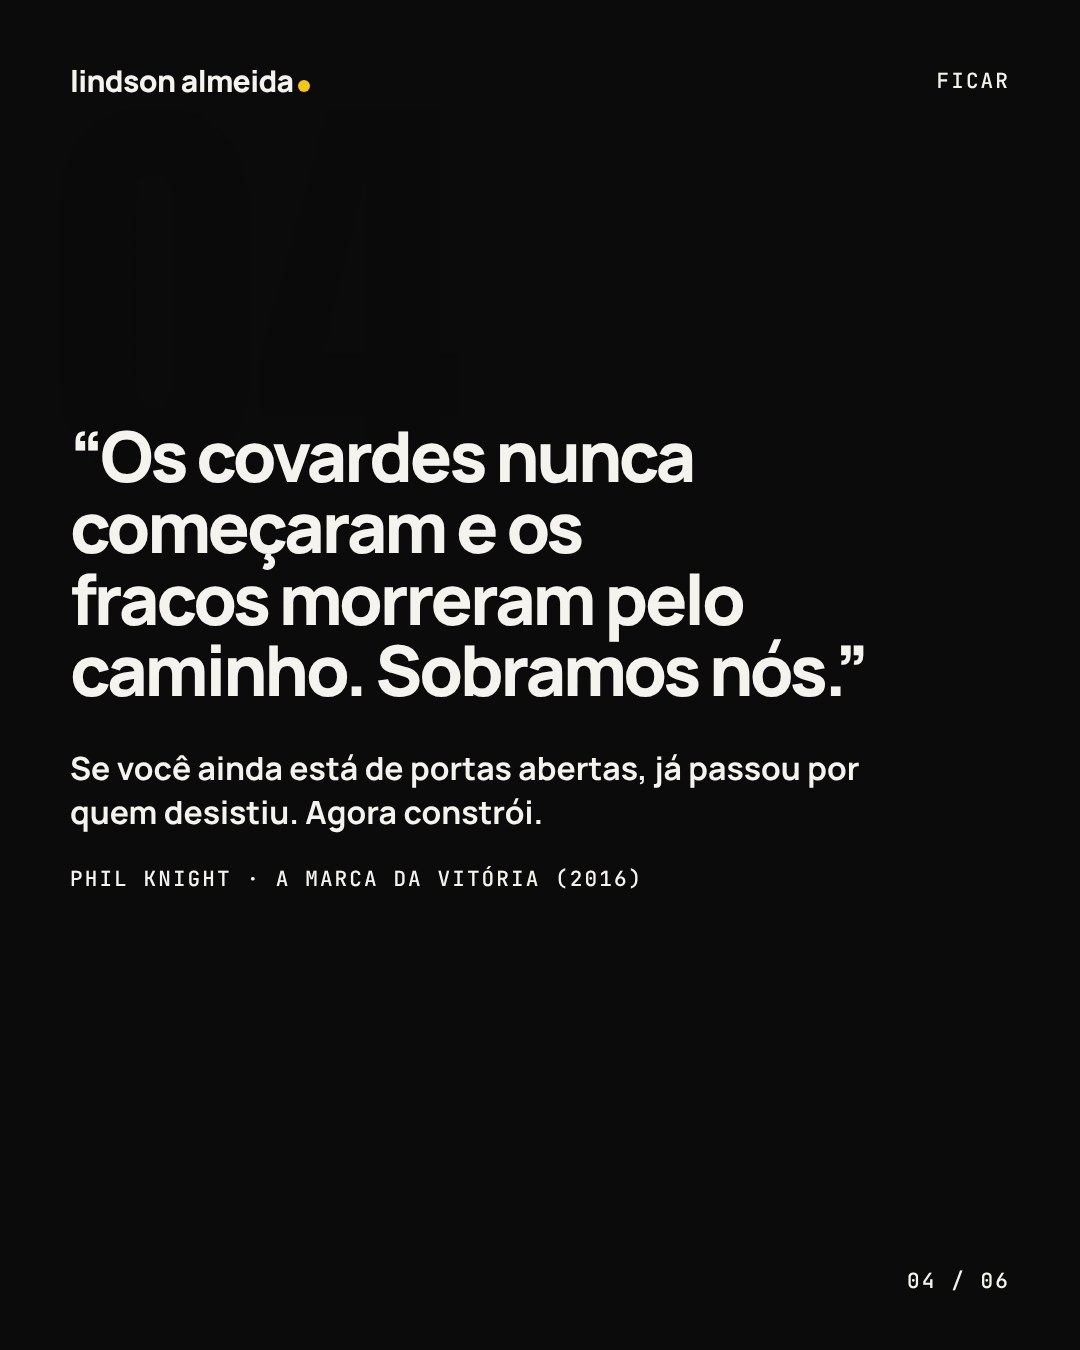 lindson almeida
FICAR
04
“Os covardes nunca
começaram e os
fracos morreram pelo
caminho. Sobramos nós.”
Se você ainda está de portas abertas, já passou por
quem desistiu. Agora constrói.
PHIL KNIGHT · A MARCA DA VITÓRIA (2016)
04 / 06